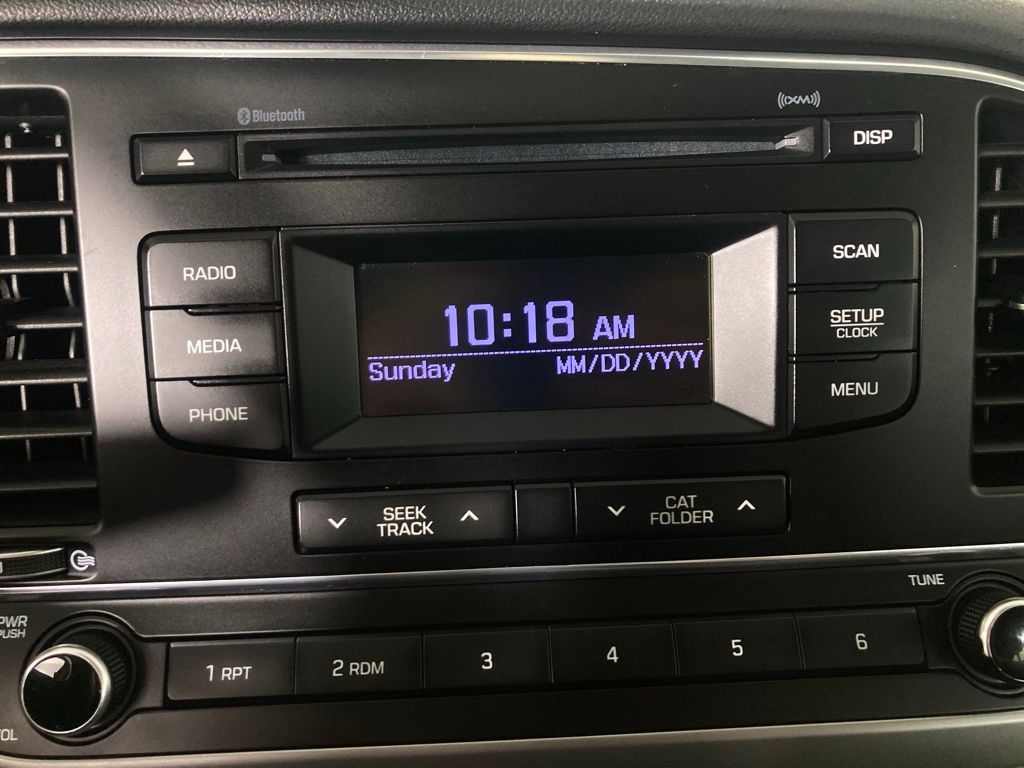 Bluetooth
((XM))
DISP
RADIO
MEDIA
PHONE
10:18 AM
Sunday MM/DD/YYYY
SCAN
SETUP
CLOCK
MENU
SEEK
TRACK
CAT
FOLDER
TUNE
PWR
PUSH
VOL
1 RPT
2 RDM
3
4
5
6